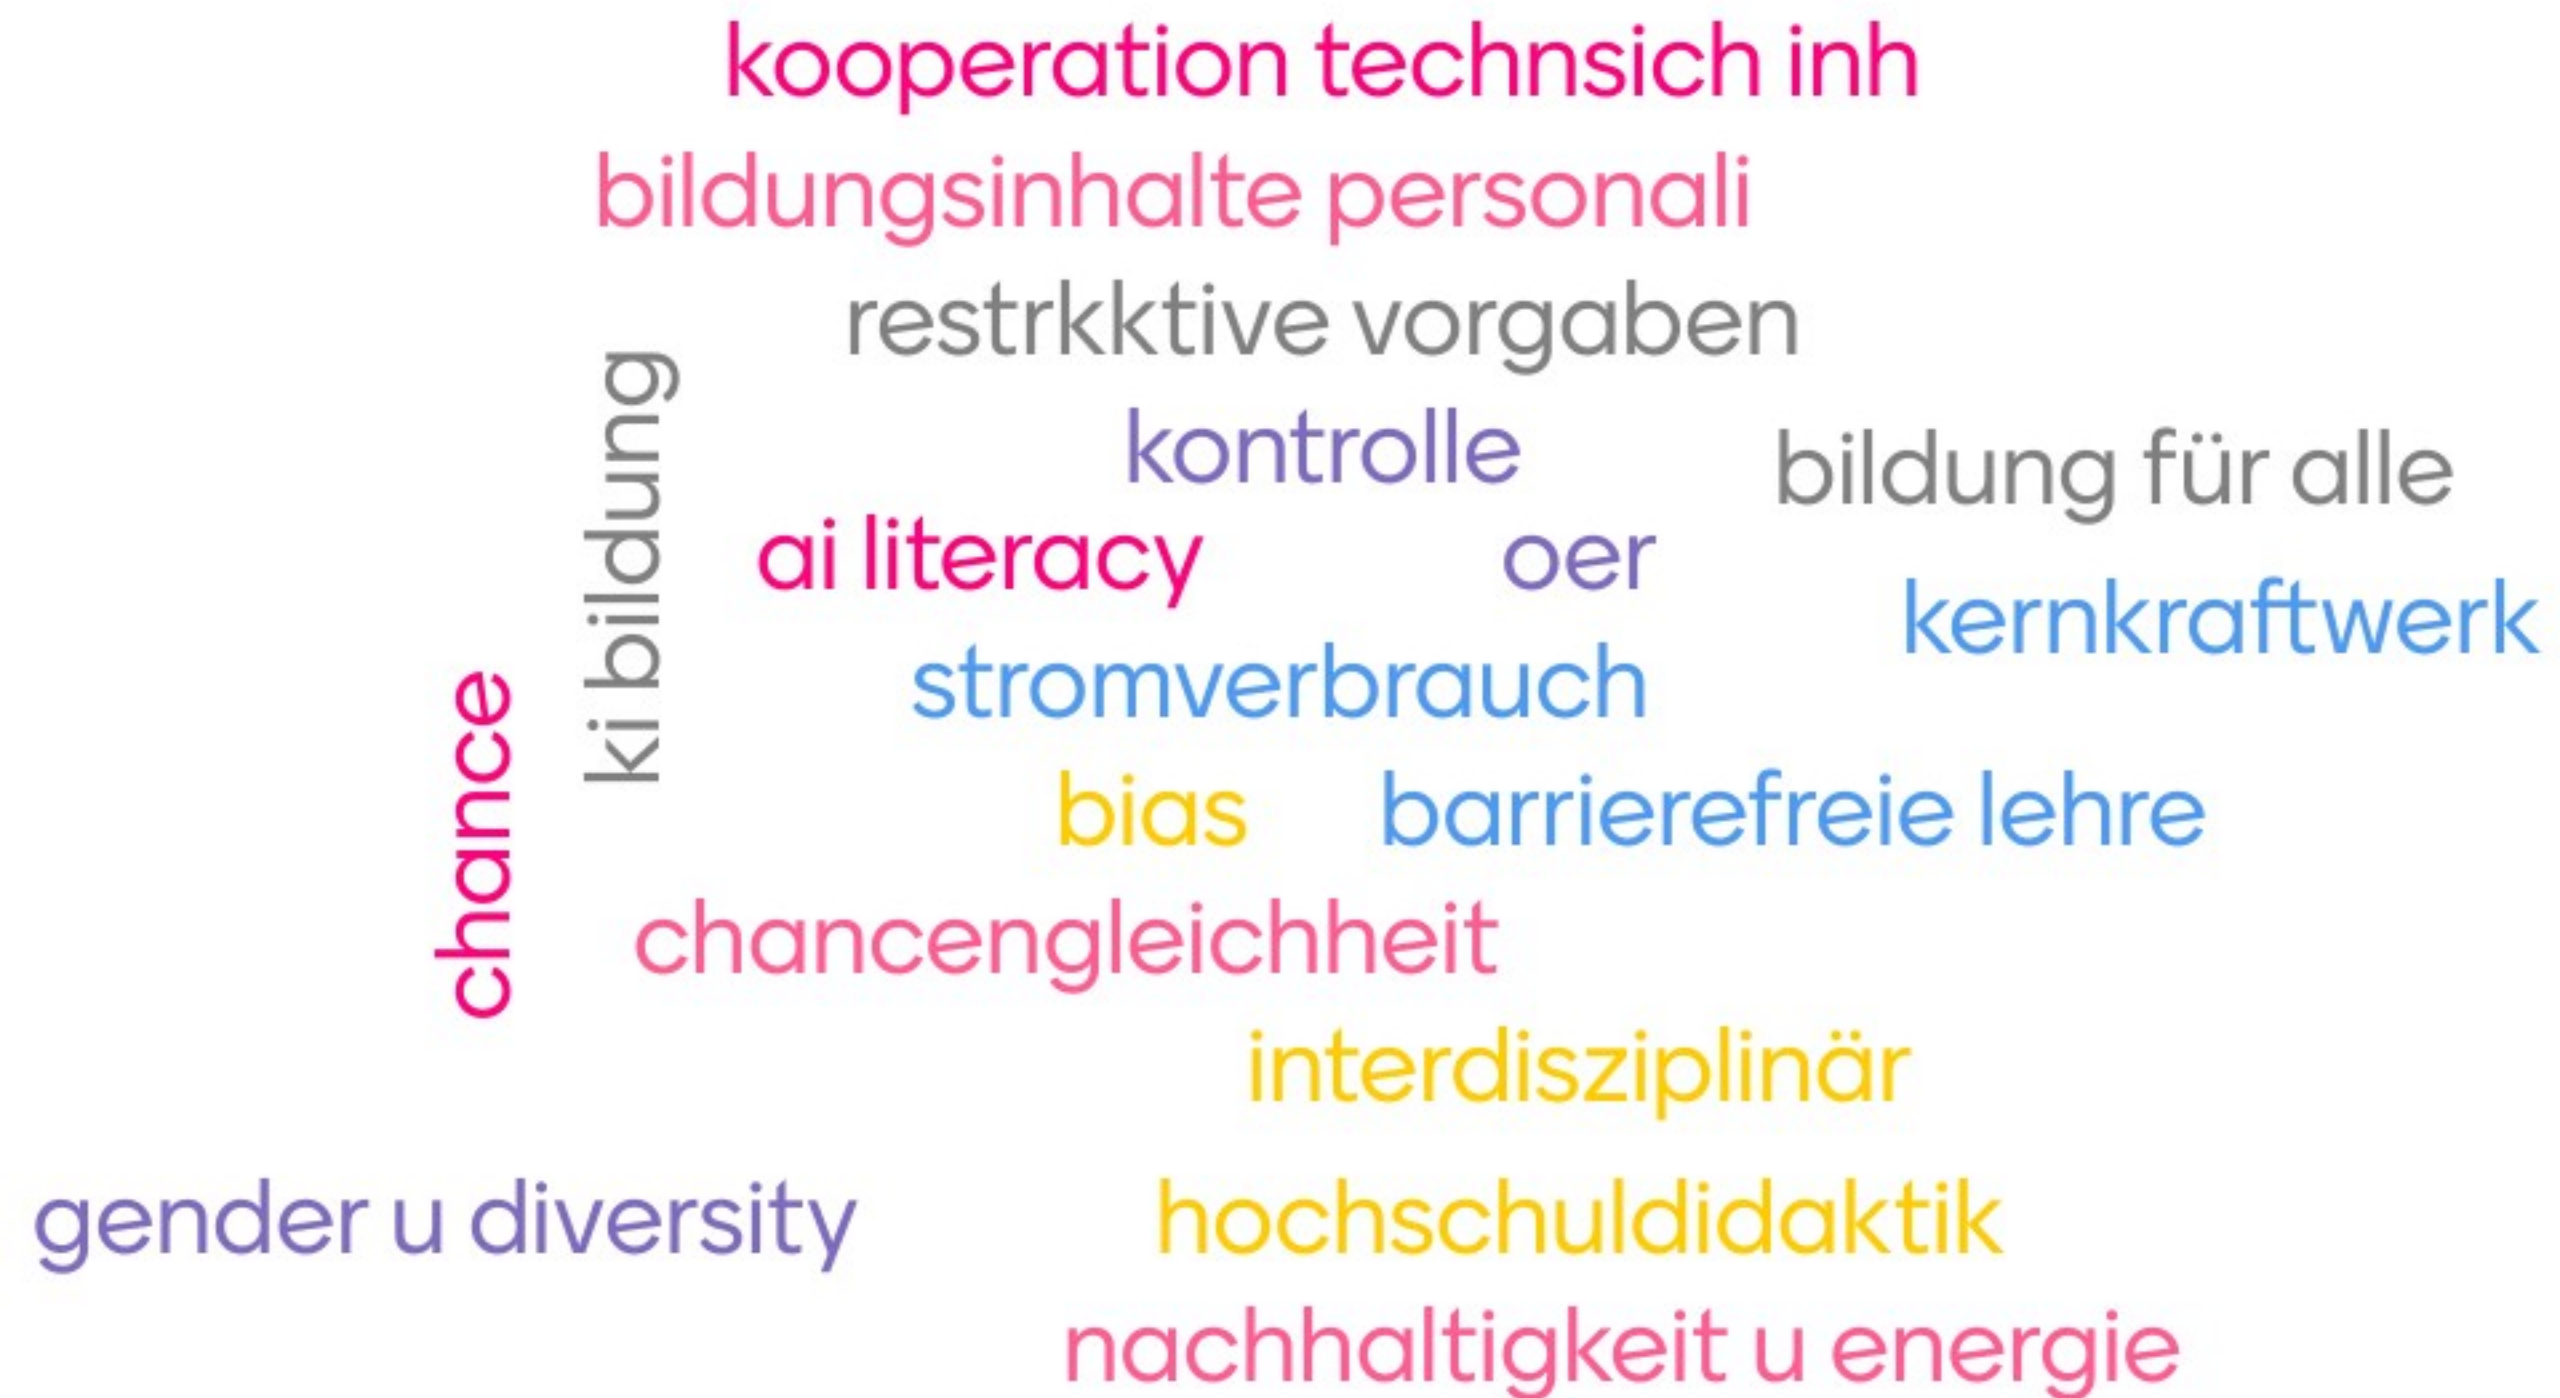 kooperation technsich inh
bildungsinhalte personali
restrkktive vorgaben
ki bildung
kontrolle
bildung für alle
ai literacy
oer
kernkraftwerk
stromverbrauch
chance
bias
barrierefreie lehre
chancengleichheit
interdisziplinär
gender u diversity
hochschuldidaktik
nachhaltigkeit u energie